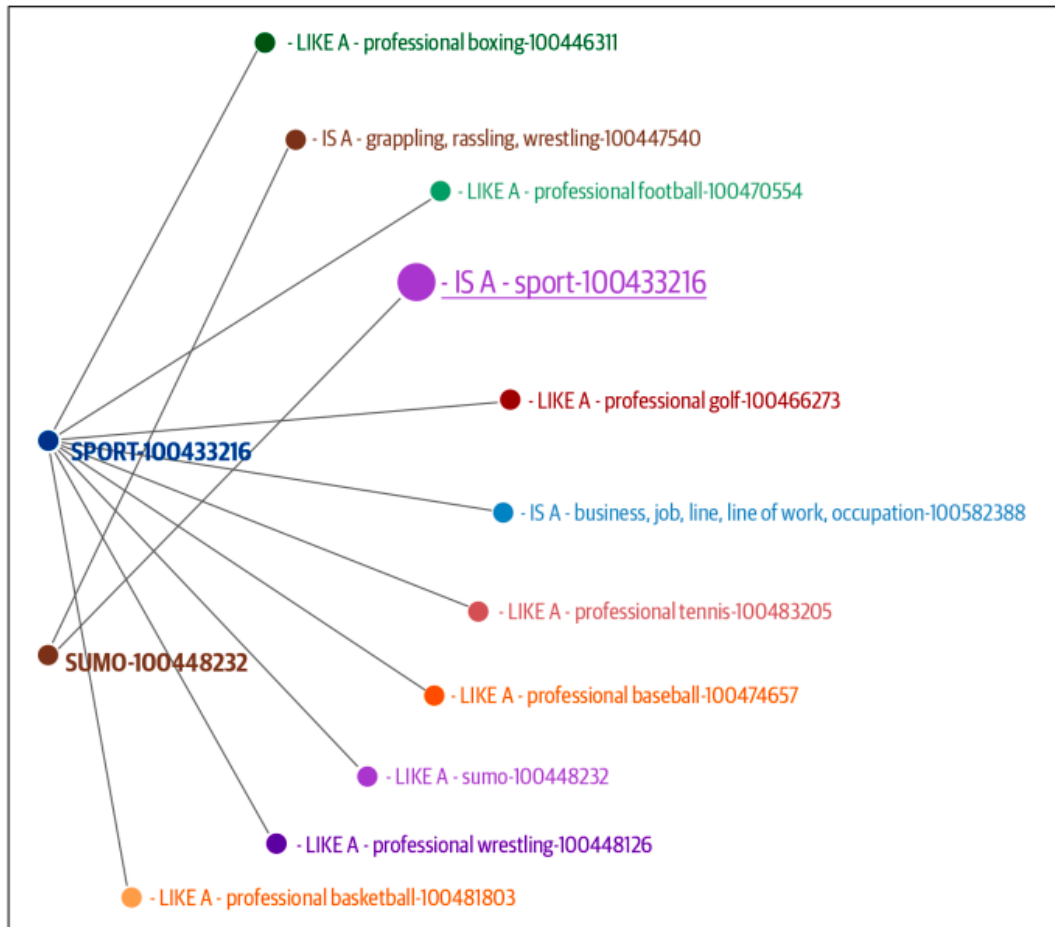 - LIKE A - professional boxing-100446311
- IS A - grappling, rassling, wrestling-100447540
- LIKE A - professional football-100470554
- IS A - sport-100433216
- LIKE A - professional golf-100466273
SPORT-100433216
- IS A - business, job, line, line of work, occupation-100582388
- LIKE A - professional tennis-100483205
SUMO-100448232
- LIKE A - professional baseball-100474657
- LIKE A - sumo-100448232
- LIKE A - professional wrestling-100448126
- LIKE A - professional basketball-100481803